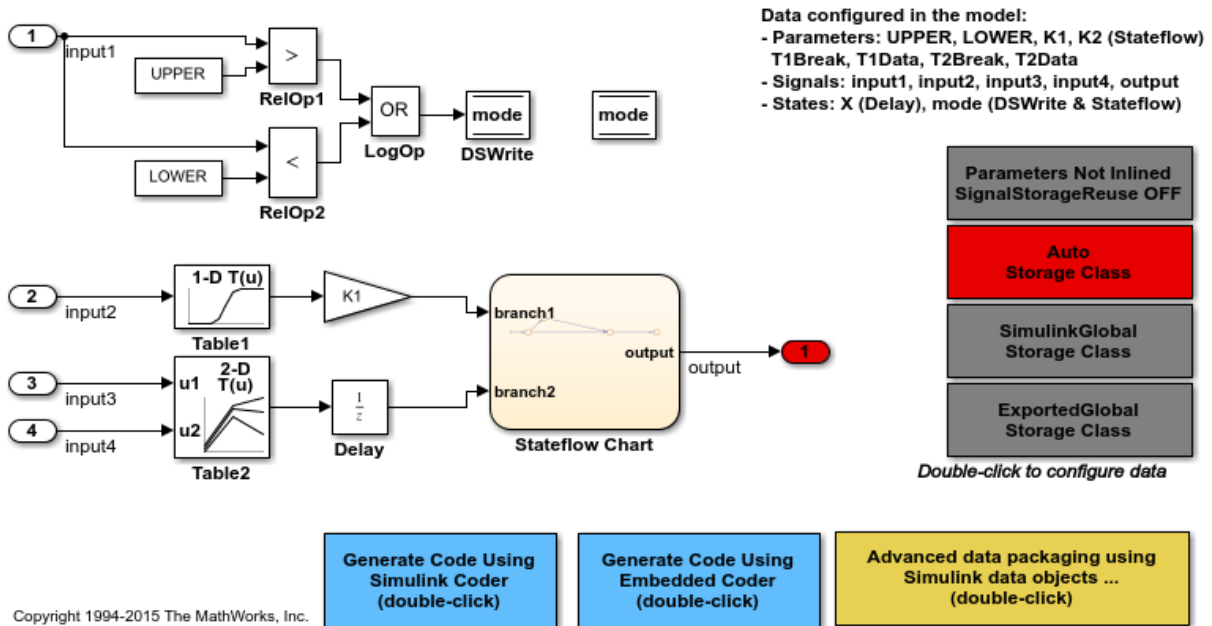 1
input1
UPPER
>
RelOp1
OR
LogOp
mode
DSWrite
mode
LOWER
<
RelOp2
Data configured in the model:
- Parameters: UPPER, LOWER, K1, K2 (Stateflow)
T1Break, T1Data, T2Break, T2Data
- Signals: input1, input2, input3, input4, output
- States: X (Delay), mode (DSWrite & Stateflow)
Parameters Not Inlined
SignalStorageReuse OFF
Auto
Storage Class
SimulinkGlobal
Storage Class
ExportedGlobal
Storage Class
Double-click to configure data
2
input2
1-D T(u)
Table1
K1
3
input3
4
input4
u1
u2
2-D
T(u)
Table2
1
z
Delay
branch1
branch2
output
Stateflow Chart
output
1
Generate Code Using
Simulink Coder
(double-click)
Generate Code Using
Embedded Coder
(double-click)
Advanced data packaging using
Simulink data objects ...
(double-click)
Copyright 1994-2015 The MathWorks, Inc.